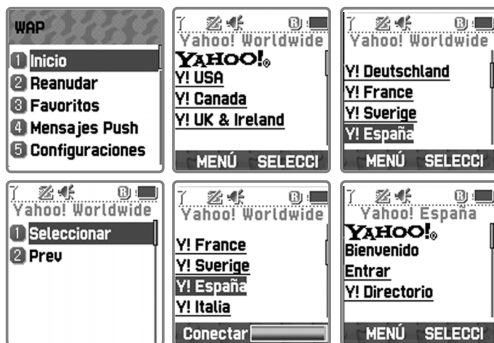 WAP
1 Inicio
2 Reanudar
3 Favoritos
4 Mensajes Push
5 Configuraciones
Yahoo! Worldwide
YAHOO!®
Y! USA
Y! Canada
Y! UK & Ireland
MENÚ SELECCI
Yahoo! Worldwide
Y! Deutschland
Y! France
Y! Sverige
Y! España
MENÚ SELECCI
Yahoo! Worldwide
1 Seleccionar
2 Prev
Yahoo! Worldwide
Y! France
Y! Sverige
Y! España
Y! Italia
Conectar
Yahoo! España
YAHOO!®
Bienvenido
Entrar
Y! Directorio
MENÚ SELECCI